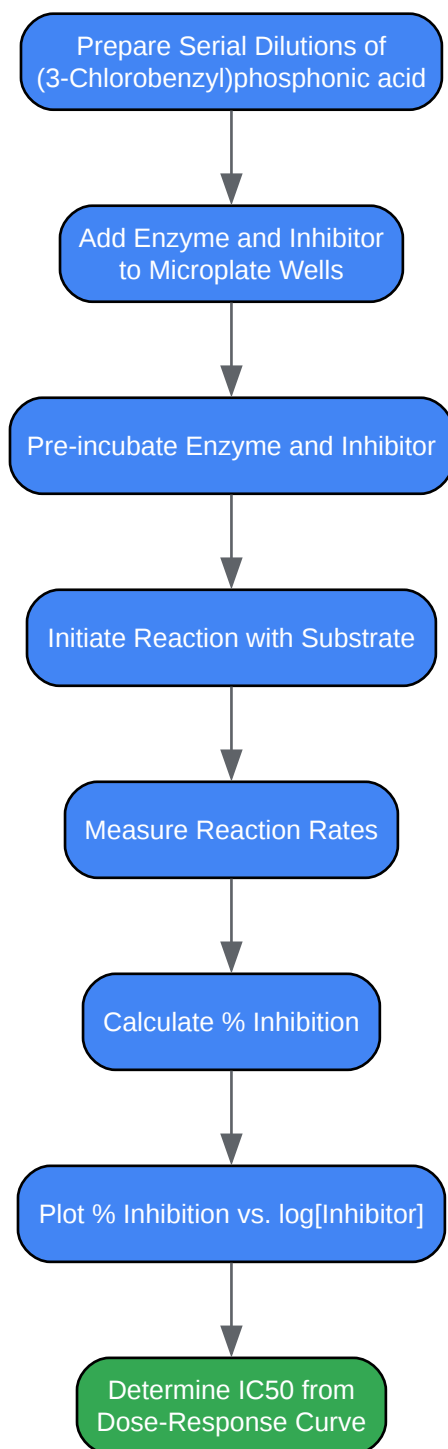 Prepare Serial Dilutions of
(3-Chlorobenzyl)phosphonic acid
Add Enzyme and Inhibitor
to Microplate Wells
Pre-incubate Enzyme and Inhibitor
Initiate Reaction with Substrate
Measure Reaction Rates
Calculate % Inhibition
Plot % Inhibition vs. log[Inhibitor]
Determine IC50 from
Dose-Response Curve